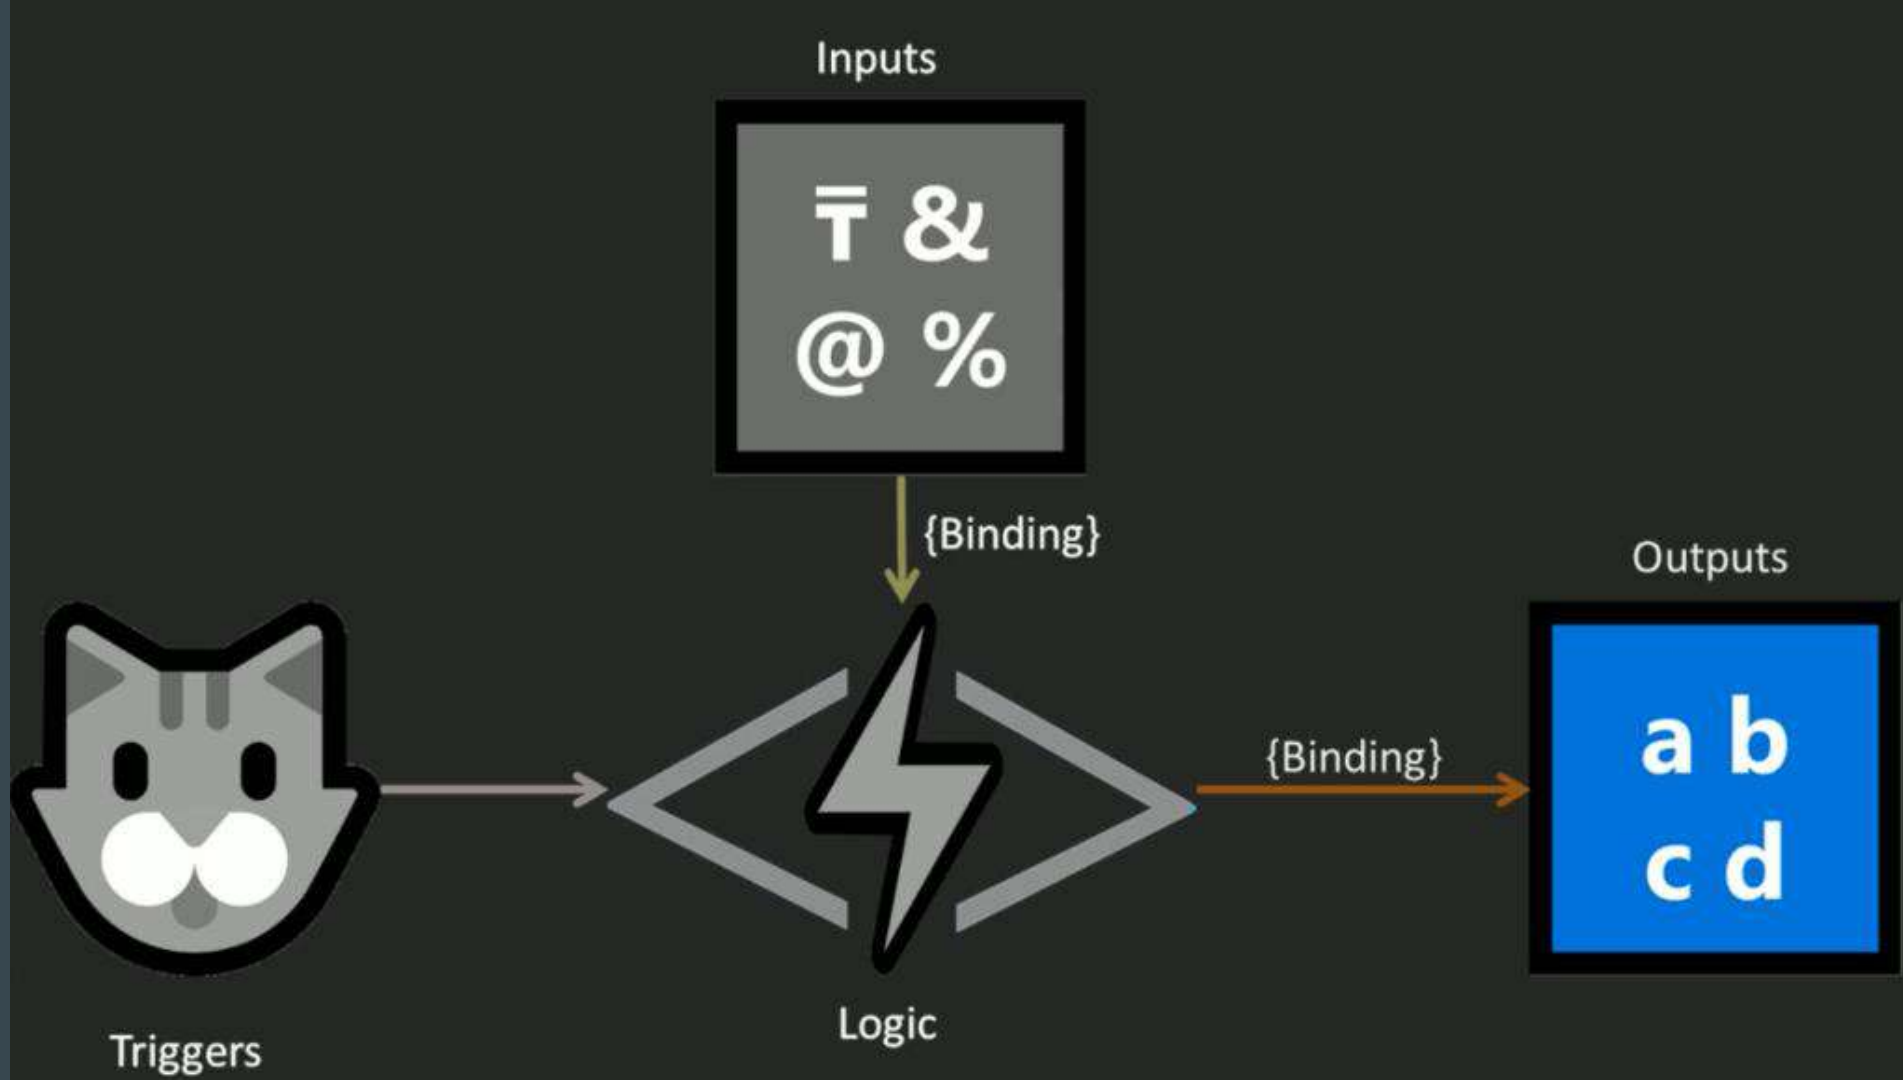 Inputs
₸ &
@ %
{Binding}
Outputs
{Binding}
a b
c d
Logic
Triggers